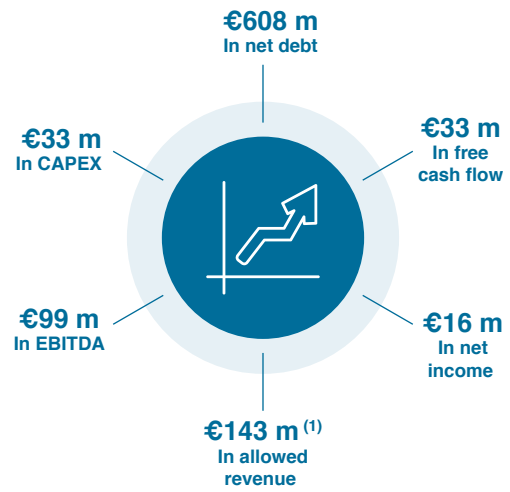 €608 m
In net debt
€33 m
In free
cash flow
€16 m
In net
income
€143 m (1)
In allowed
revenue
€99 m
In EBITDA
€33 m
In CAPEX